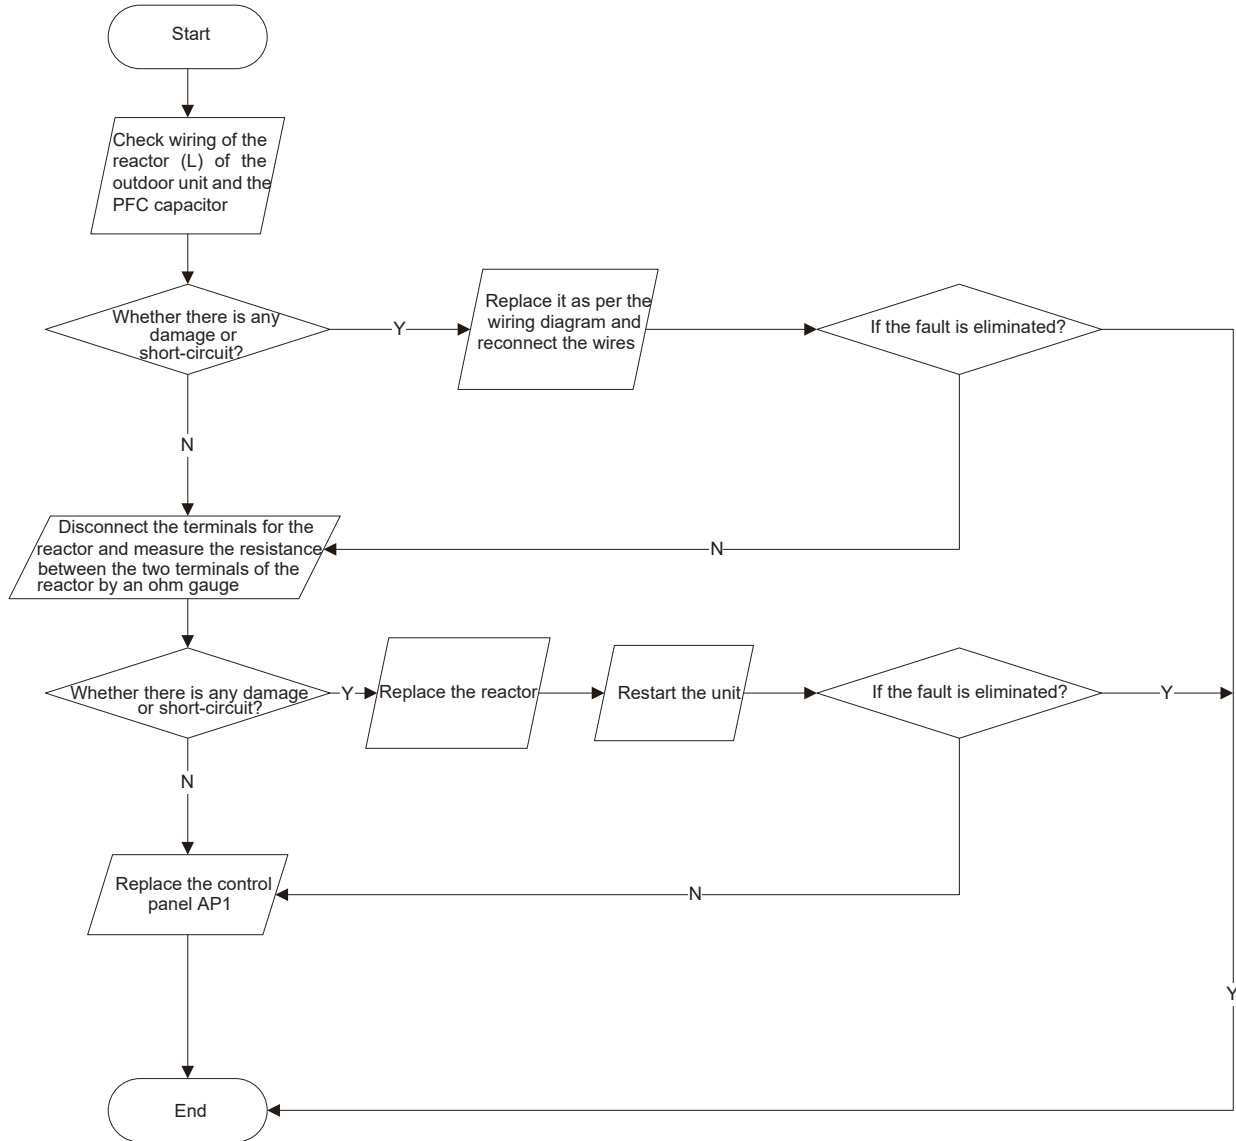 Start
Check wiring of the
reactor (L) of the
outdoor unit and the
PFC capacitor
Whether there is any
damage or
short-circuit?
Y
Replace it as per the
wiring diagram and
reconnect the wires
If the fault is eliminated?
N
Disconnect the terminals for the
reactor and measure the resistance
between the two terminals of the
reactor by an ohm gauge
N
Whether there is any damage
or short-circuit?
Y
Replace the reactor
Restart the unit
If the fault is eliminated?
Y
N
Replace the control
panel AP1
N
Y
End